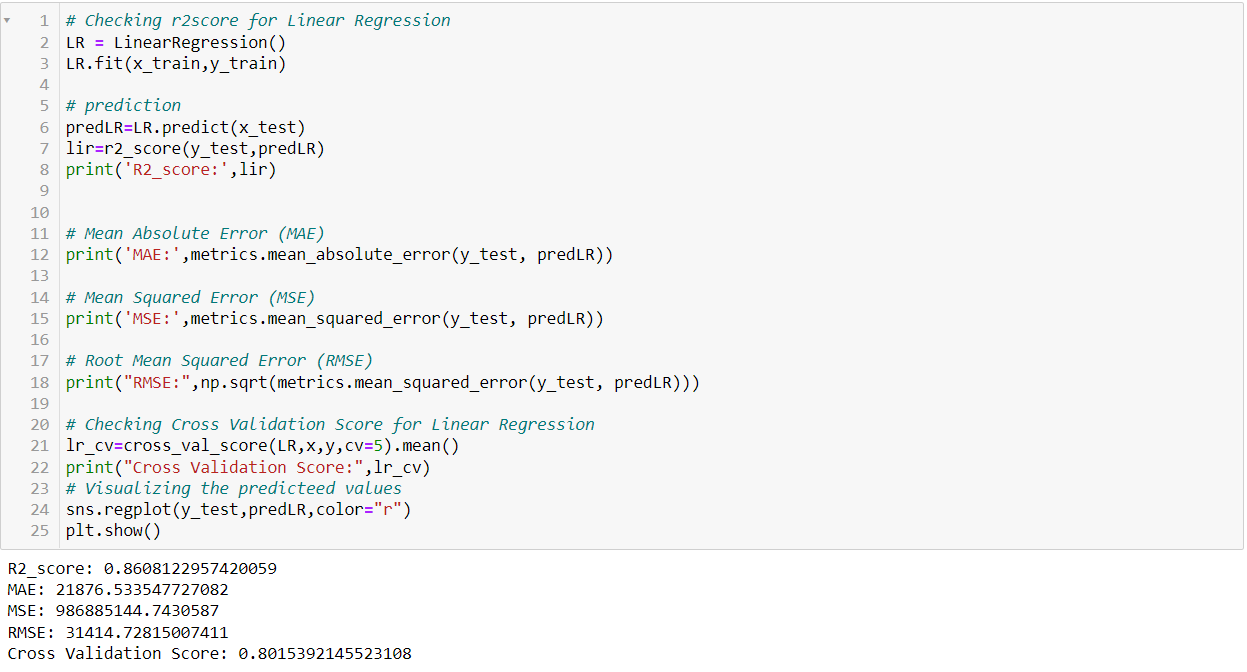 1 # Checking r2score for Linear Regression
2 LR = LinearRegression()
3 LR.fit(x_train,y_train)
4
5 # prediction
6 predLR=LR.predict(x_test)
7 lir=r2_score(y_test,predLR)
8 print('R2_score:',lir)
9
10
11 # Mean Absolute Error (MAE)
12 print('MAE:',metrics.mean_absolute_error(y_test, predLR))
13
14 # Mean Squared Error (MSE)
15 print('MSE:',metrics.mean_squared_error(y_test, predLR))
16
17 # Root Mean Squared Error (RMSE)
18 print("RMSE:",np.sqrt(metrics.mean_squared_error(y_test, predLR)))
19
20 # Checking Cross Validation Score for Linear Regression
21 lr_cv=cross_val_score(LR,x,y,cv=5).mean()
22 print("Cross Validation Score:",lr_cv)
23 # Visualizing the predicteed values
24 sns.regplot(y_test,predLR,color="r")
25 plt.show()
R2_score: 0.8608122957420059
MAE: 21876.533547727082
MSE: 986885144.7430587
RMSE: 31414.72815007411
Cross Validation Score: 0.8015392145523108